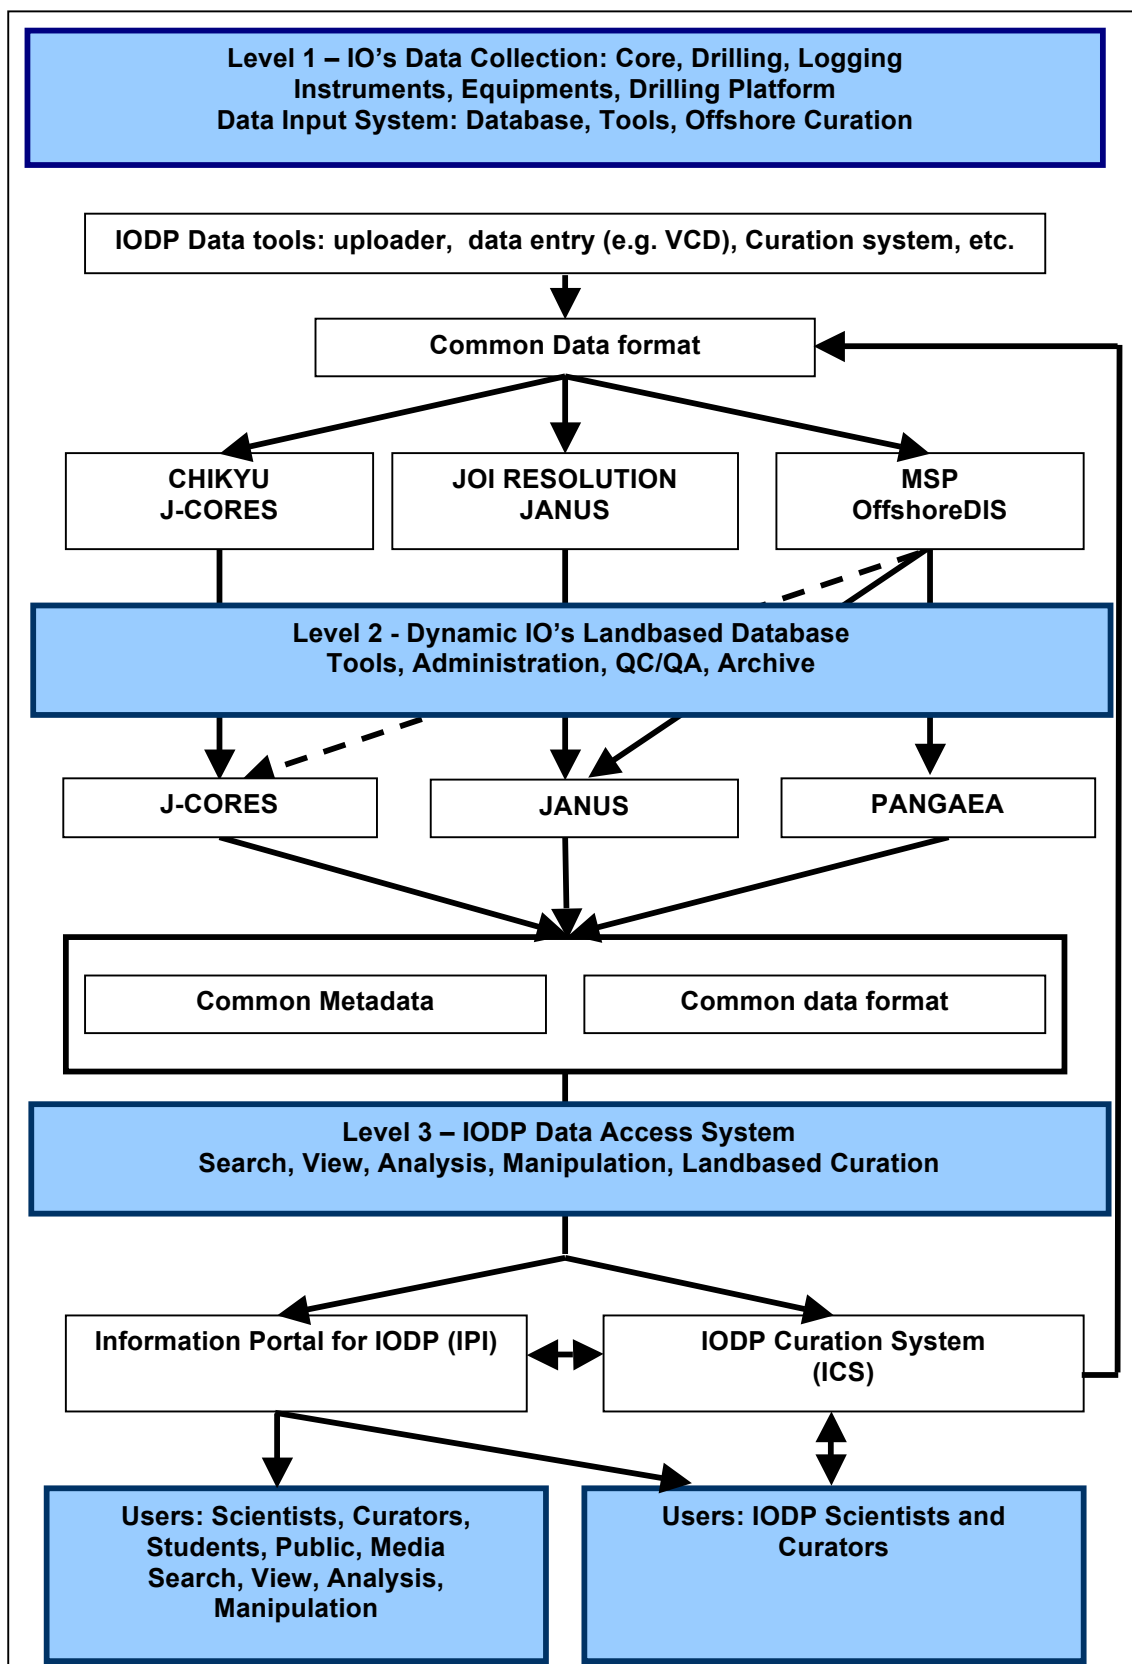 Level 1 – IO’s Data Collection: Core, Drilling, Logging
Instruments, Equipments, Drilling Platform
Data Input System: Database, Tools, Offshore Curation
IODP Data tools: uploader, data entry (e.g. VCD), Curation system, etc.
Common Data format
CHIKYU
J-CORES
JOI RESOLUTION
JANUS
MSP
OffshoreDIS
Level 2 - Dynamic IO’s Landbased Database
Tools, Administration, QC/QA, Archive
J-CORES
JANUS
PANGAEA
Common Metadata
Common data format
Level 3 – IODP Data Access System
Search, View, Analysis, Manipulation, Landbased Curation
Information Portal for IODP (IPI)
IODP Curation System
(ICS)
Users: Scientists, Curators,
Students, Public, Media
Search, View, Analysis,
Manipulation
Users: IODP Scientists and
Curators